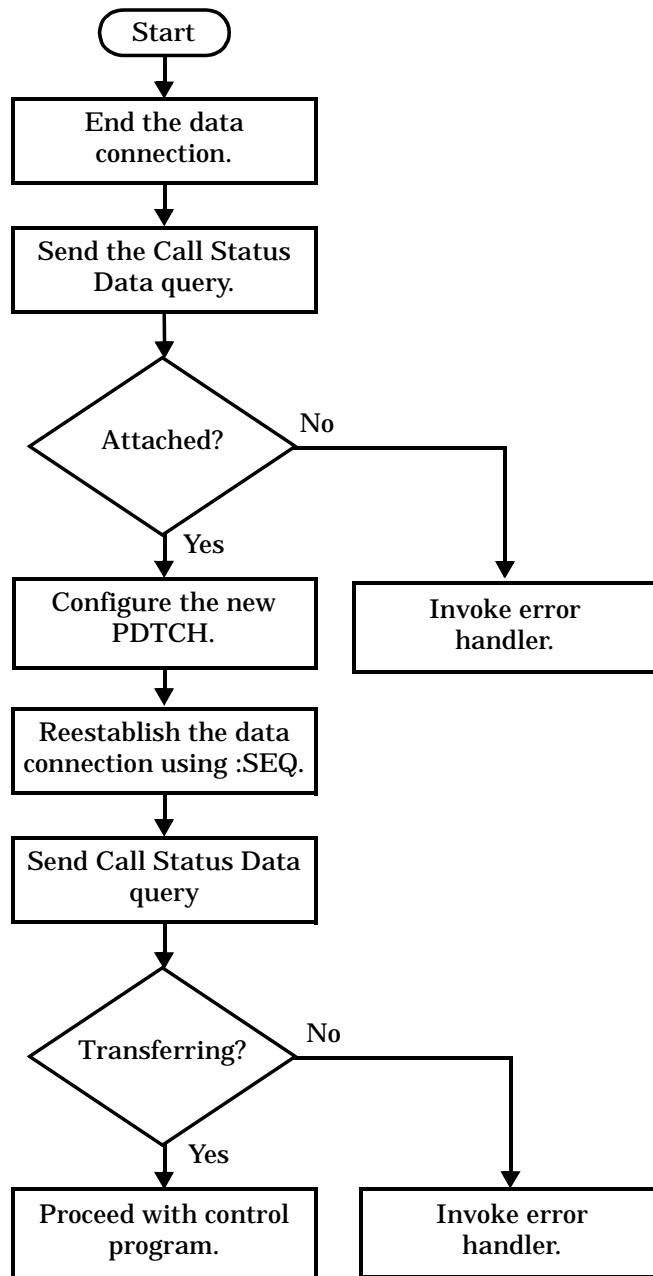 Start
End the data
connection.
Send the Call Status
Data query.
Attached?
No
Yes
Configure the new
PDTCH.
Invoke error
handler.
Reestablish the data
connection using :SEQ.
Send Call Status Data
query
Transferring?
No
Yes
Proceed with control
program.
Invoke error
handler.